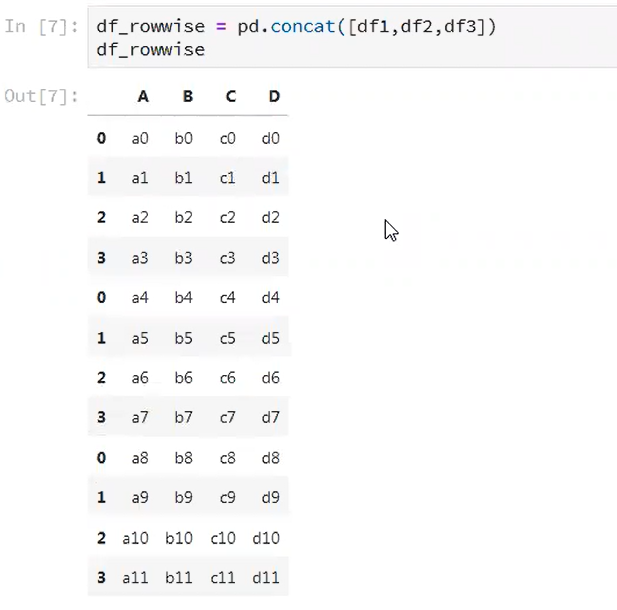 In [7]: df_rowwise = pd.concat([df1,df2,df3])
df_rowwise
Out[7]: A B C D
0 a0 b0 c0 d0
1 a1 b1 c1 d1
2 a2 b2 c2 d2
3 a3 b3 c3 d3
0 a4 b4 c4 d4
1 a5 b5 c5 d5
2 a6 b6 c6 d6
3 a7 b7 c7 d7
0 a8 b8 c8 d8
1 a9 b9 c9 d9
2 a10 b10 c10 d10
3 a11 b11 c11 d11